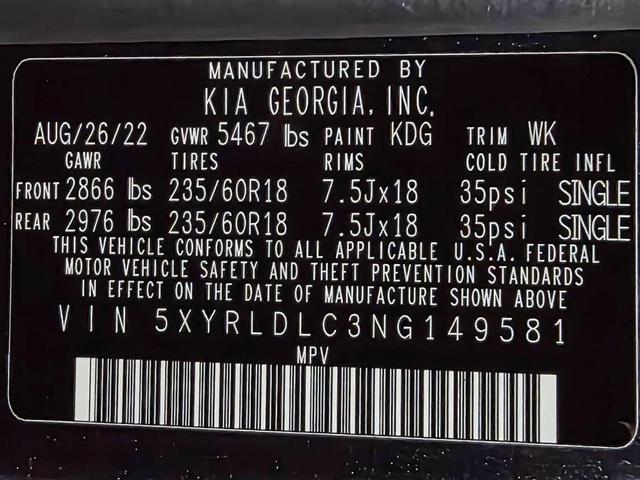 MANUFACTURED BY
KIA GEORGIA, INC.
AUG/26/22 GVWR 5467 lbs PAINT KDG TRIM WK
GAWR TIRES RIMS COLD TIRE INFL
FRONT 2866 lbs 235/60R18 7.5Jx18 35psi SINGLE
REAR 2976 lbs 235/60R18 7.5Jx18 35psi SINGLE
THIS VEHICLE CONFORMS TO ALL APPLICABLE U.S.A. FEDERAL
MOTOR VEHICLE SAFETY AND THEFT PREVENTION STANDARDS
IN EFFECT ON THE DATE OF MANUFACTURE SHOWN ABOVE
VIN 5XYRLDLC3NG149581
MPV